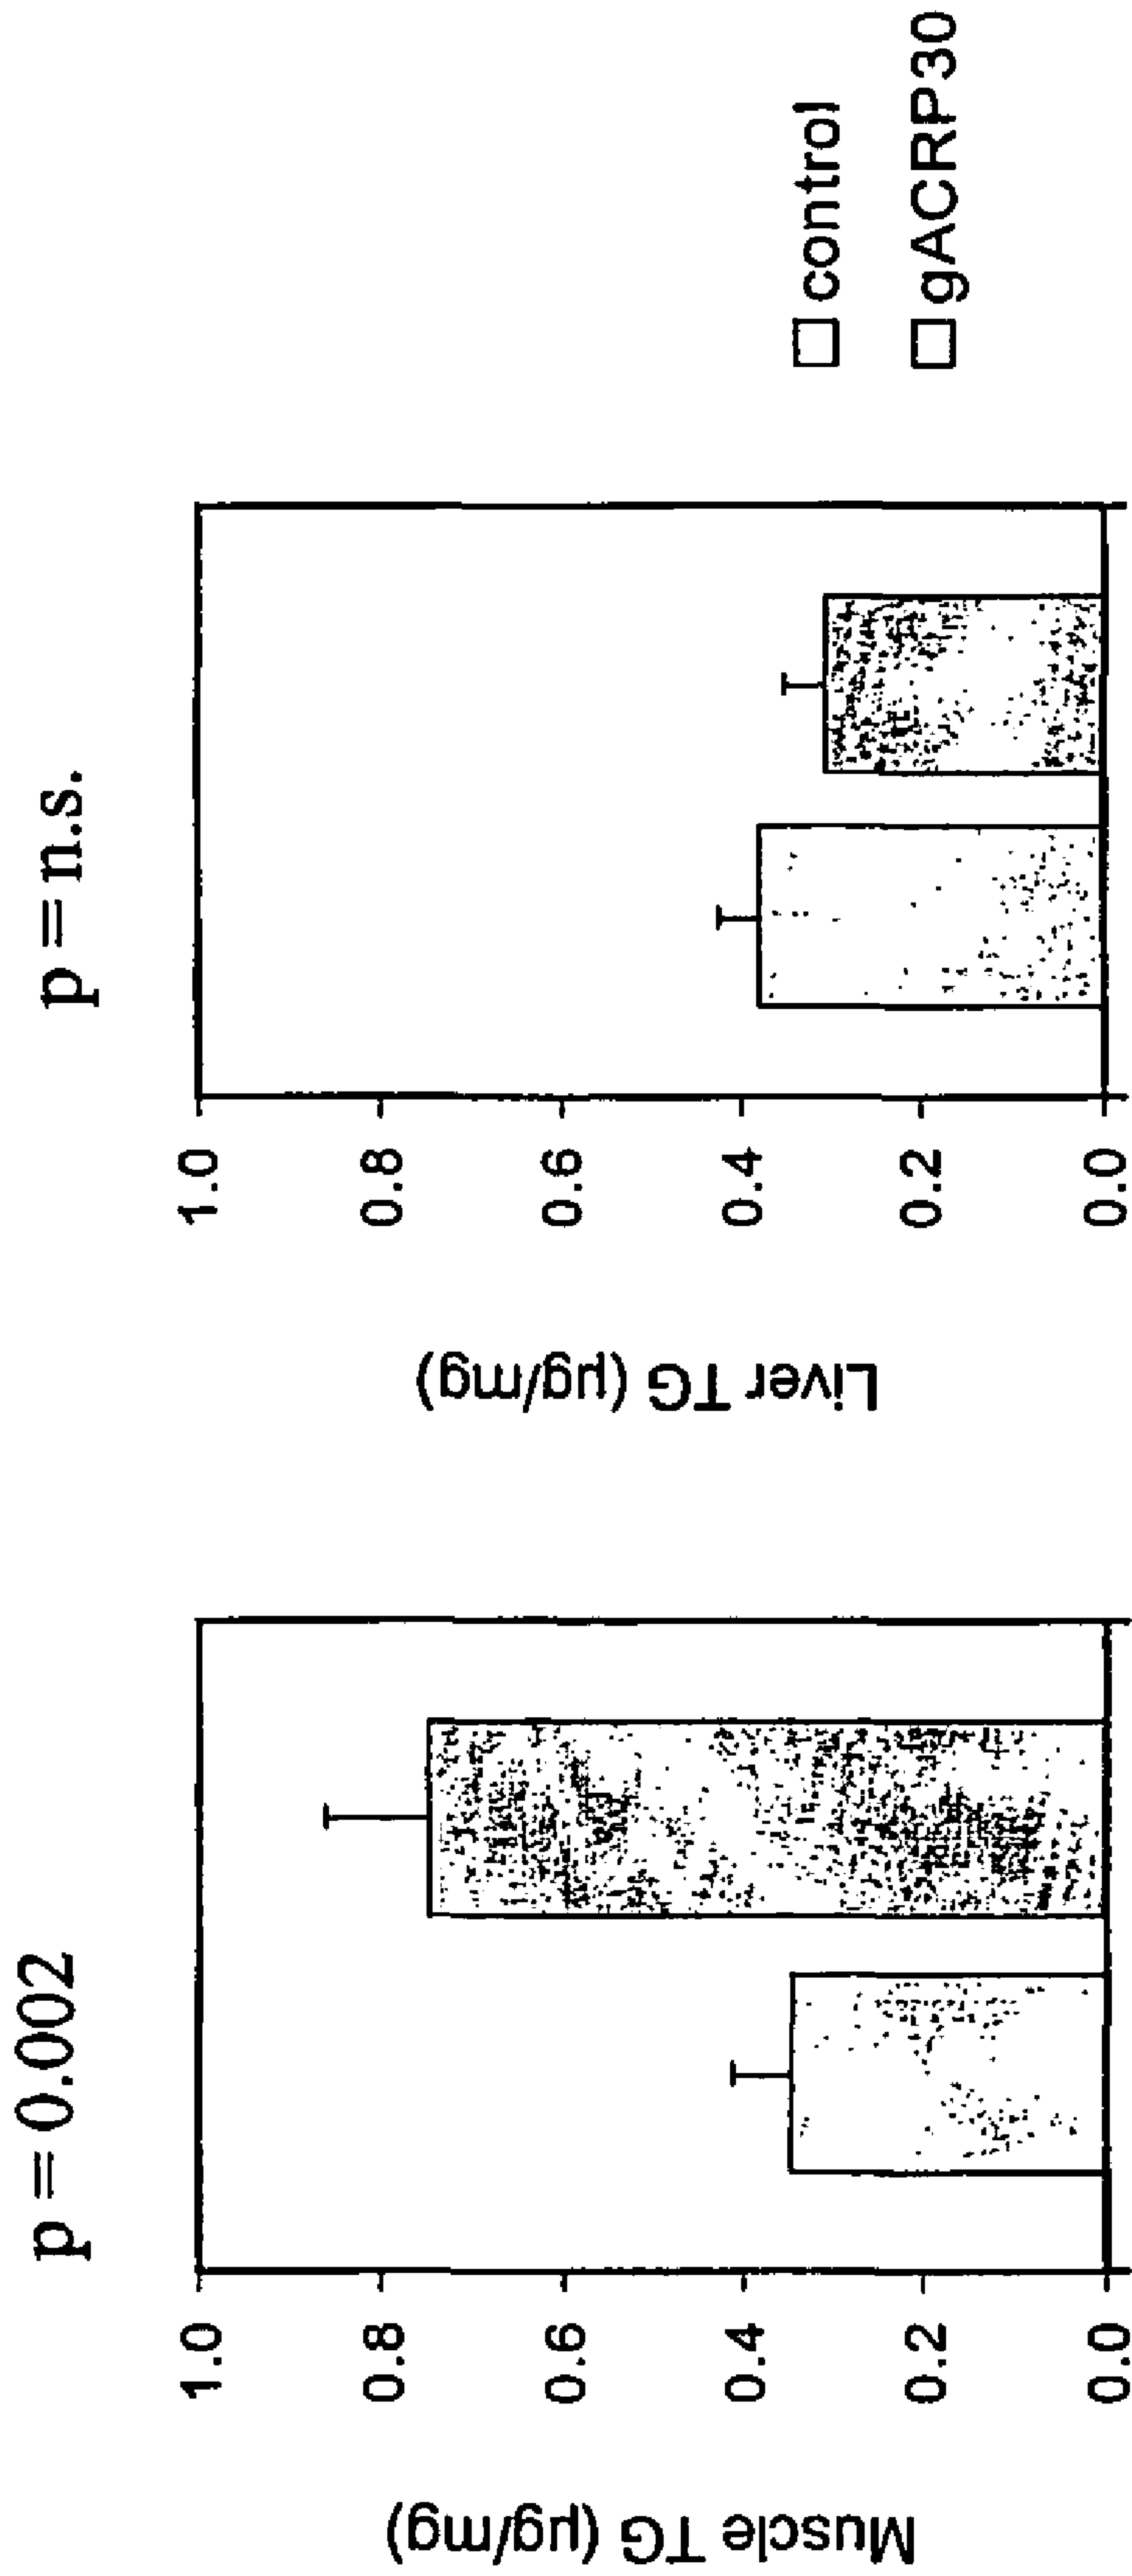 p = 0.002
Muscle TG (µg/mg)
1.0
0.8
0.6
0.4
0.2
0.0
p = n.s.
Liver TG (µg/mg)
1.0
0.8
0.6
0.4
0.2
0.0
control
gACRP30